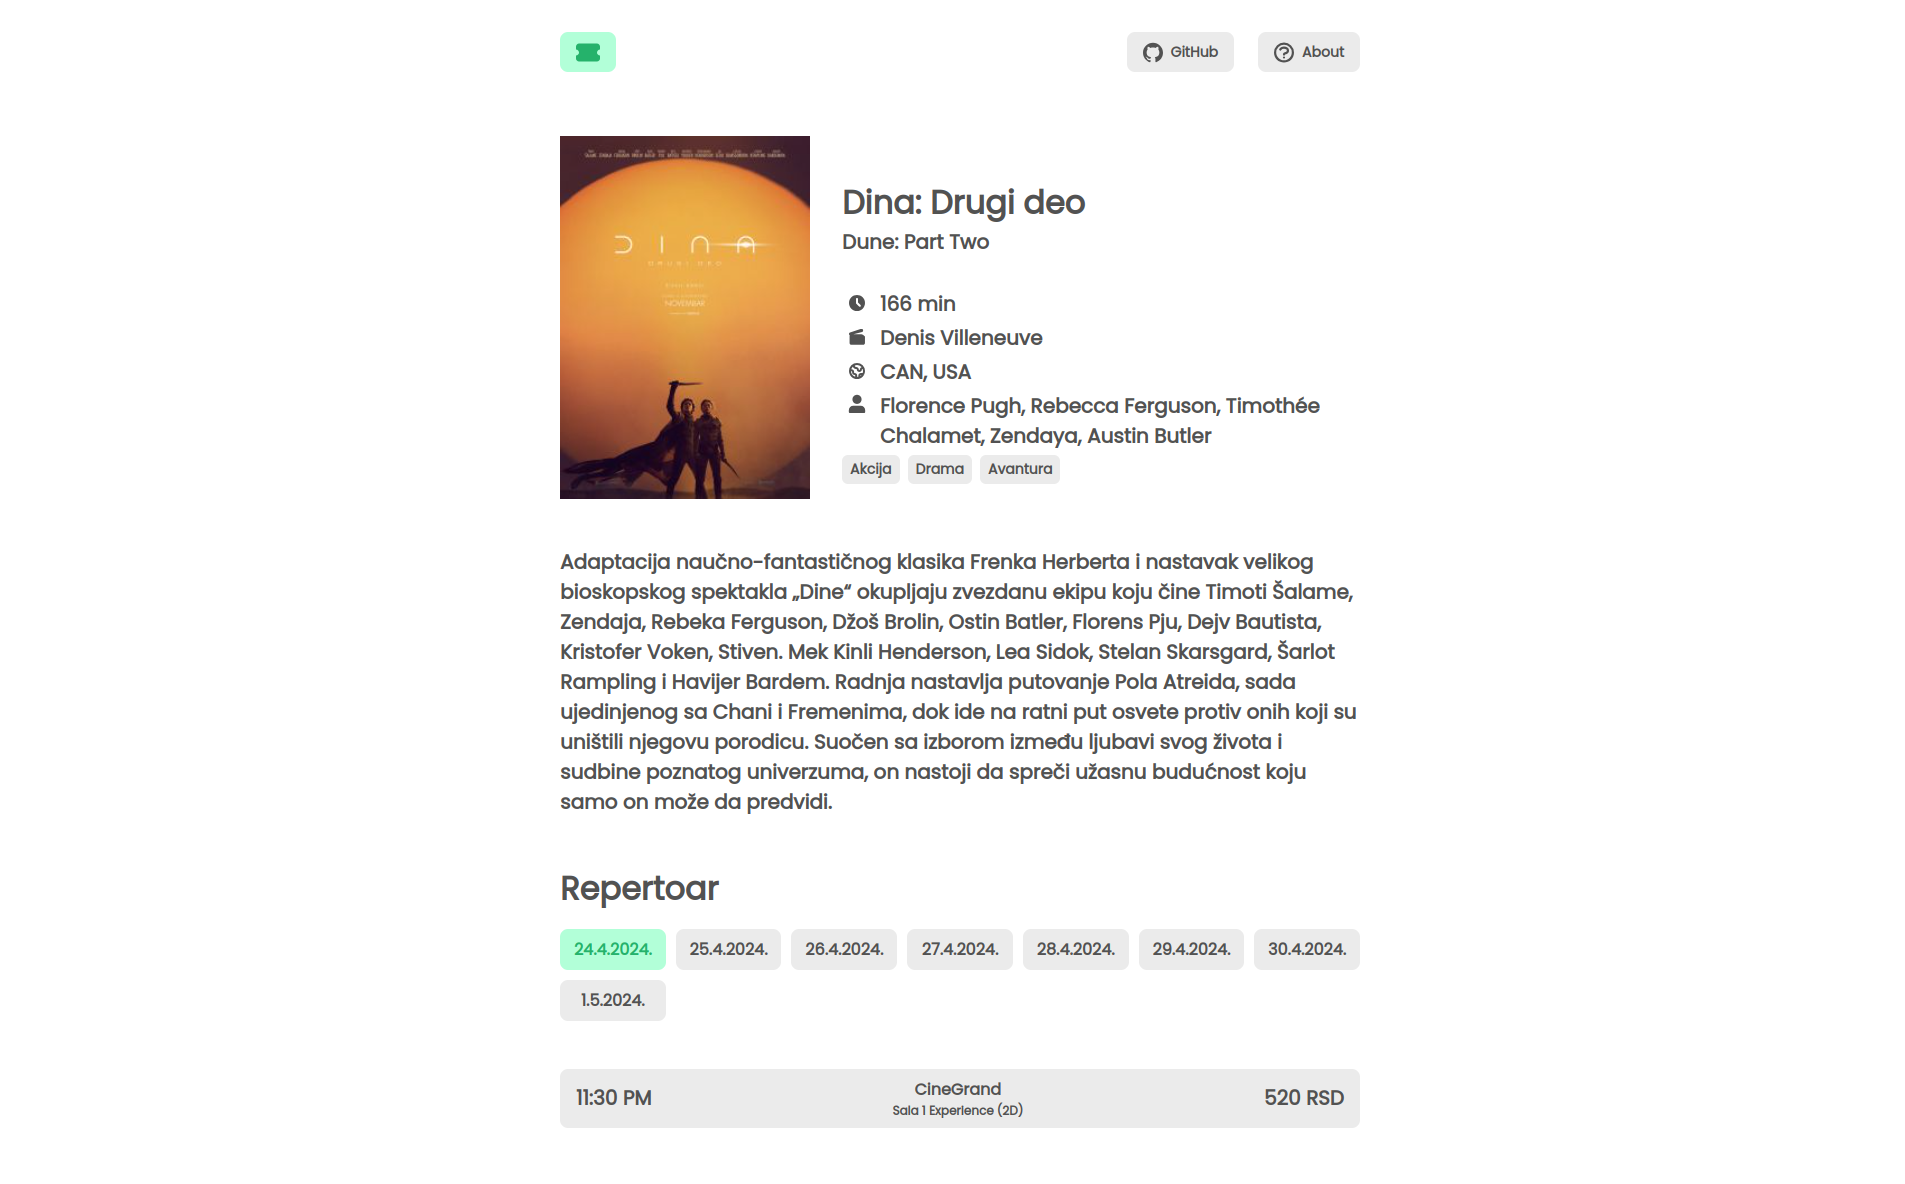 GitHub
About
DINA
DRUGI DEO
NOVEMBAR
Dina: Drugi deo
Dune: Part Two
166 min
Denis Villeneuve
CAN, USA
Florence Pugh, Rebecca Ferguson, Timothée
Chalamet, Zendaya, Austin Butler
Akcija Drama Avantura
Adaptacija naučno-fantastičnog klasika Frenka Herberta i nastavak velikog
bioskopskog spektakla „Dine“ okupljaju zvezdanu ekipu koju čine Timoti Šalame,
Zendaja, Rebeka Ferguson, Džoš Brolin, Ostin Batler, Florens Pju, Dejv Bautista,
Kristofer Voken, Stiven. Mek Kinli Henderson, Lea Sidok, Stelan Skarsgard, Šarlot
Rampling i Havijer Bardem. Radnja nastavlja putovanje Pola Atreida, sada
ujedinjenog sa Chani i Fremenima, dok ide na ratni put osvete protiv onih koji su
uništili njegovu porodicu. Suočen sa izborom između ljubavi svog života i
sudbine poznatog univerzuma, on nastoji da spreči užasnu budućnost koju
samo on može da predvidi.
Repertoar
24.4.2024. 25.4.2024. 26.4.2024. 27.4.2024. 28.4.2024. 29.4.2024. 30.4.2024.
1.5.2024.
11:30 PM
CineGrand
Sala 1 Experience (2D)
520 RSD